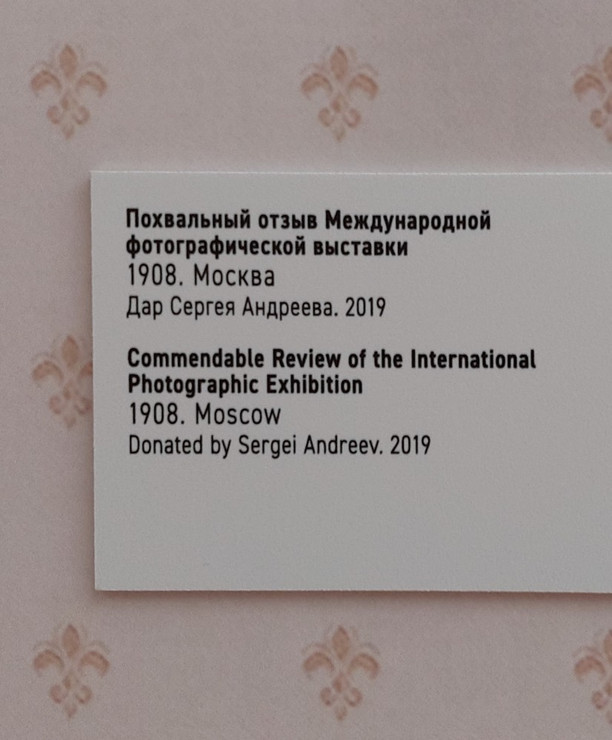 Похвальный отзыв Международной
фотографической выставки
1908. Москва
Дар Сергея Андреева. 2019
Commendable Review of the International
Photographic Exhibition
1908. Moscow
Donated by Sergei Andreev. 2019